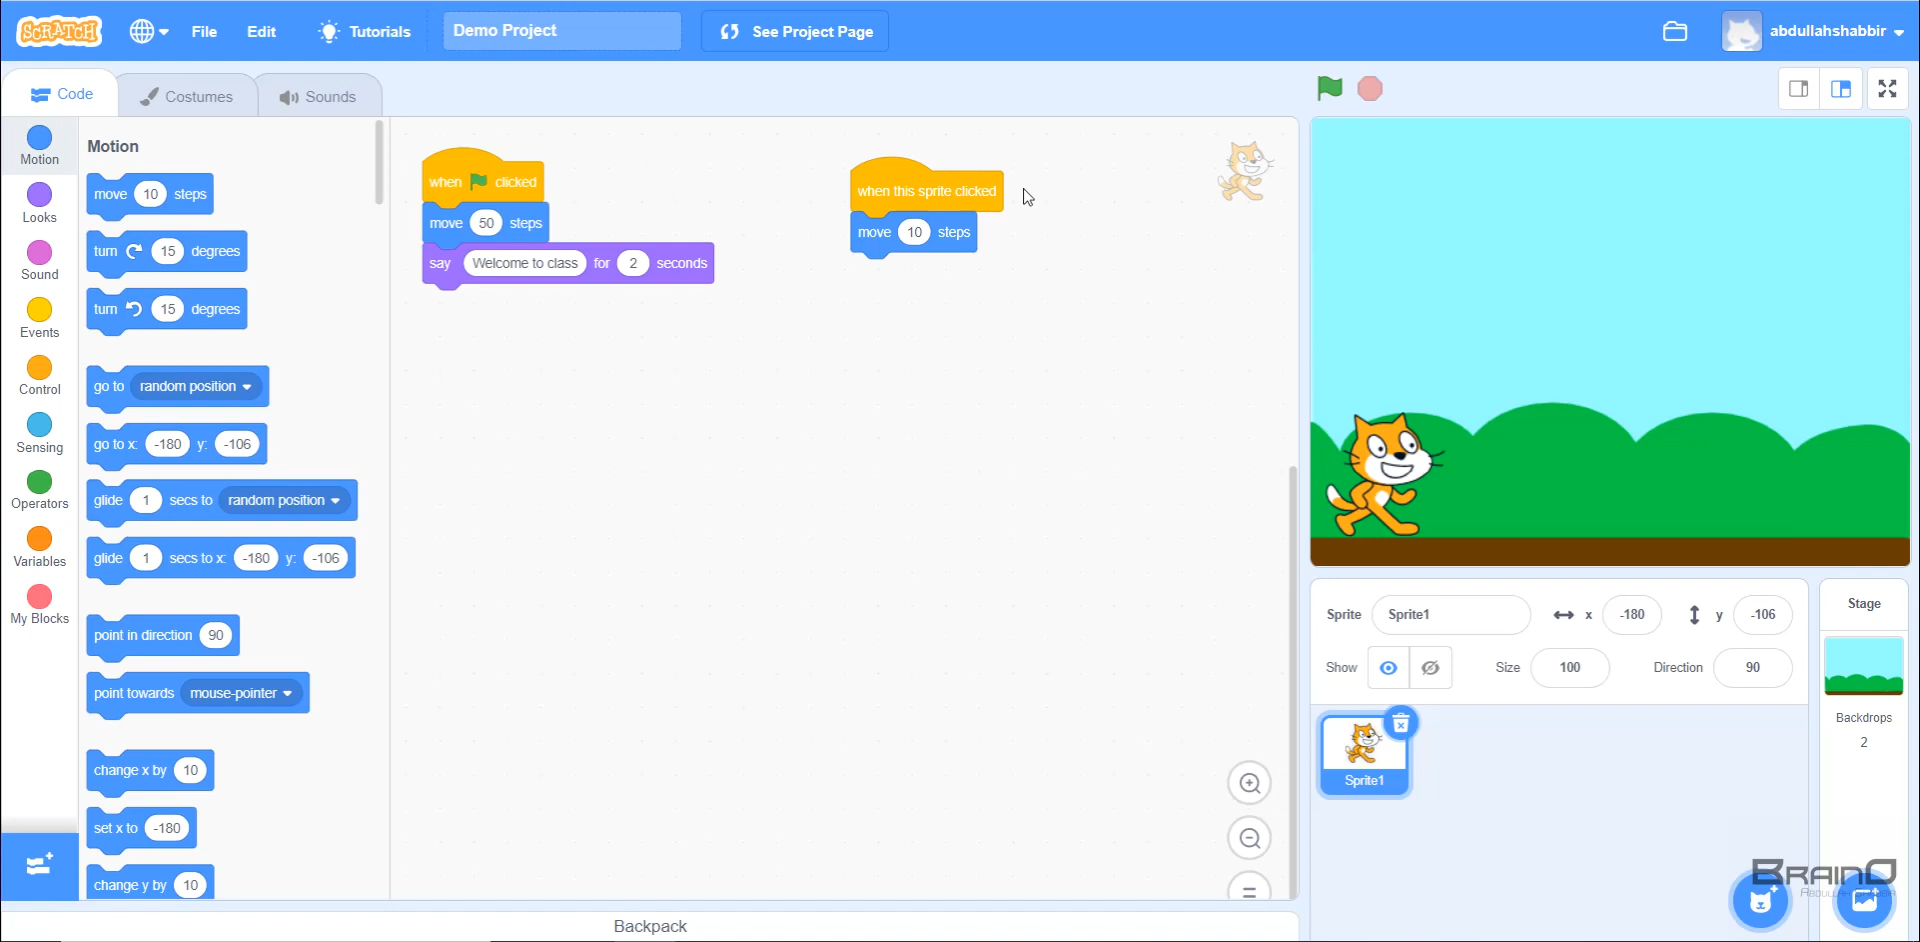 SCRATCH
File
Edit
Tutorials
Demo Project
See Project Page
abdullahshabbir
Code
Costumes
Sounds
Motion
Looks
Sound
Events
Control
Sensing
Operators
Variables
My Blocks
Motion
move 10 steps
turn 15 degrees
turn 15 degrees
go to random position
go to x: -180 y: -106
glide 1 secs to random position
glide 1 secs to x: -180 y: -106
point in direction 90
point towards mouse-pointer
change x by 10
set x to -180
change y by 10
when clicked
move 50 steps
say Welcome to class for 2 seconds
when this sprite clicked
move 10 steps
Backpack
Sprite Sprite1 x -180 y -106
Show Size 100 Direction 90
Sprite1
Stage
Backdrops
2
BRAINO